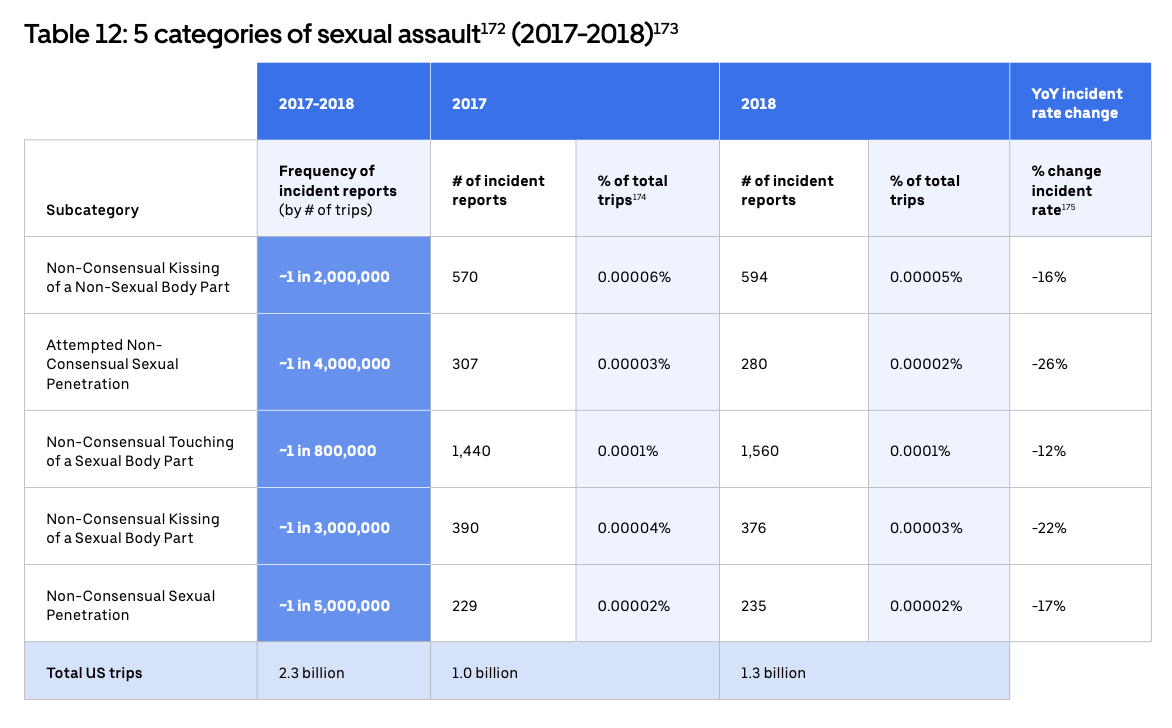 Table 12: 5 categories of sexual assault¹⁷² (2017-2018)¹⁷³
2017-2018 2017 2018 YoY incident
rate change
Subcategory
Frequency of
incident reports
(by # of trips)
# of incident
reports
% of total
trips¹⁷⁴
# of incident
reports
% of total
trips
% change
incident
rate¹⁷⁵
Non-Consensual Kissing
of a Non-Sexual Body Part
~1 in 2,000,000 570 0.00006% 594 0.00005% -16%
Attempted Non-
Consensual Sexual
Penetration
~1 in 4,000,000 307 0.00003% 280 0.00002% -26%
Non-Consensual Touching
of a Sexual Body Part
~1 in 800,000 1,440 0.0001% 1,560 0.0001% -12%
Non-Consensual Kissing
of a Sexual Body Part
~1 in 3,000,000 390 0.00004% 376 0.00003% -22%
Non-Consensual Sexual
Penetration
~1 in 5,000,000 229 0.00002% 235 0.00002% -17%
Total US trips 2.3 billion 1.0 billion 1.3 billion